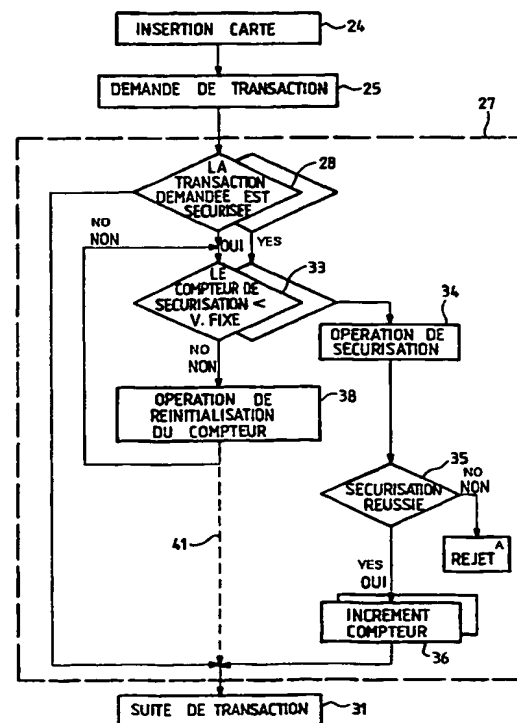 INSERTION CARTE
24
DEMANDE DE TRANSACTION
25
27
LA
TRANSACTION
DEMANDEE EST
SECURISEE
28
NO
NON
OUI
YES
LE
COMPTEUR DE
SECURISATION <
V. FIXE
33
34
OPERATION DE
SECURISATION
NO
NON
OPERATION DE
REINITIALISATION
DU COMPTEUR
38
35
SECURISATION
REUSSIE
NO
NON
A
REJET
41
YES
OUI
INCREMENT
COMPTEUR
36
SUITE DE TRANSACTION
31